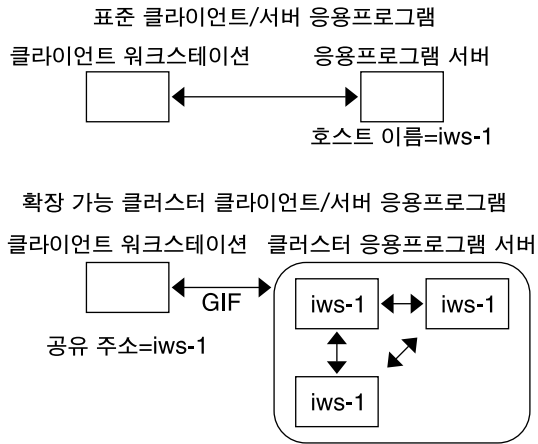 표준 클라이언트/서버 응용프로그램
클라이언트 워크스테이션
응용프로그램 서버
호스트 이름=iws-1
확장 가능 클러스터 클라이언트/서버 응용프로그램
클라이언트 워크스테이션
클러스터 응용프로그램 서버
GIF
iws-1
iws-1
공유 주소=iws-1
iws-1